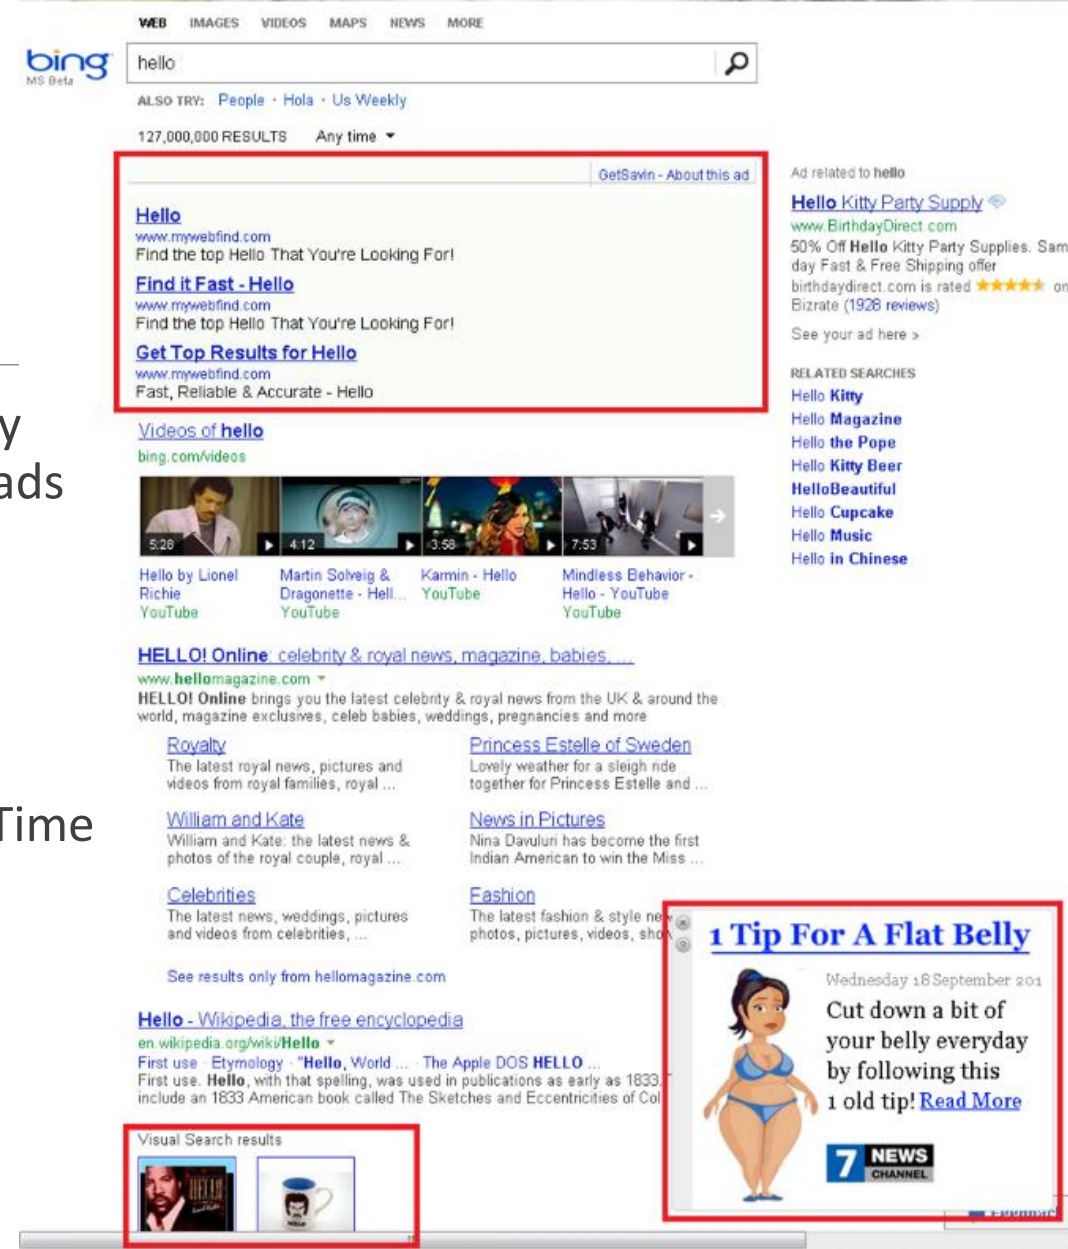 WEB IMAGES VIDEOS MAPS NEWS MORE
bing
MS Beta
hello
ALSO TRY: People · Hola · Us Weekly
127,000,000 RESULTS Any time
GetSavin - About this ad
Hello
www.mywebfind.com
Find the top Hello That You're Looking For!
Find it Fast - Hello
www.mywebfind.com
Find the top Hello That You're Looking For!
Get Top Results for Hello
www.mywebfind.com
Fast, Reliable & Accurate - Hello
y
ads
Time
Videos of hello
bing.com/videos
5:28 4:12 3:58 7:53
Hello by Lionel
Richie
YouTube
Martin Solveig &
Dragonette - Hell...
YouTube
Karmin - Hello
YouTube
Mindless Behavior -
Hello - YouTube
YouTube
HELLO! Online: celebrity & royal news, magazine, babies, ...
www.hellomagazine.com
HELLO! Online brings you the latest celebrity & royal news from the UK & around the
world, magazine exclusives, celeb babies, weddings, pregnancies and more
Royalty
The latest royal news, pictures and
videos from royal families, royal ...
Princess Estelle of Sweden
Lovely weather for a sleigh ride
together for Princess Estelle and ...
William and Kate
William and Kate: the latest news &
photos of the royal couple, royal ...
News in Pictures
Nina Davuluri has become the first
Indian American to win the Miss ...
Celebrities
The latest news, weddings, pictures
and videos from celebrities, ...
Fashion
The latest fashion & style ne
photos, pictures, videos, sho
See results only from hellomagazine.com
Hello - Wikipedia, the free encyclopedia
en.wikipedia.org/wiki/Hello
First use · Etymology · "Hello, World ... · The Apple DOS HELLO ...
First use. Hello, with that spelling, was used in publications as early as 1833.
include an 1833 American book called The Sketches and Eccentricities of Col
Visual Search results
HELLO
Ad related to hello
Hello Kitty Party Supply
www.BirthdayDirect.com
50% Off Hello Kitty Party Supplies. Sam
day Fast & Free Shipping offer
birthdaydirect.com is rated on
Bizrate (1928 reviews)
See your ad here >
RELATED SEARCHES
Hello Kitty
Hello Magazine
Hello the Pope
Hello Kitty Beer
HelloBeautiful
Hello Cupcake
Hello Music
Hello in Chinese
1 Tip For A Flat Belly
Wednesday 18 September 201
Cut down a bit of
your belly everyday
by following this
1 old tip! Read More
7 NEWS
CHANNEL